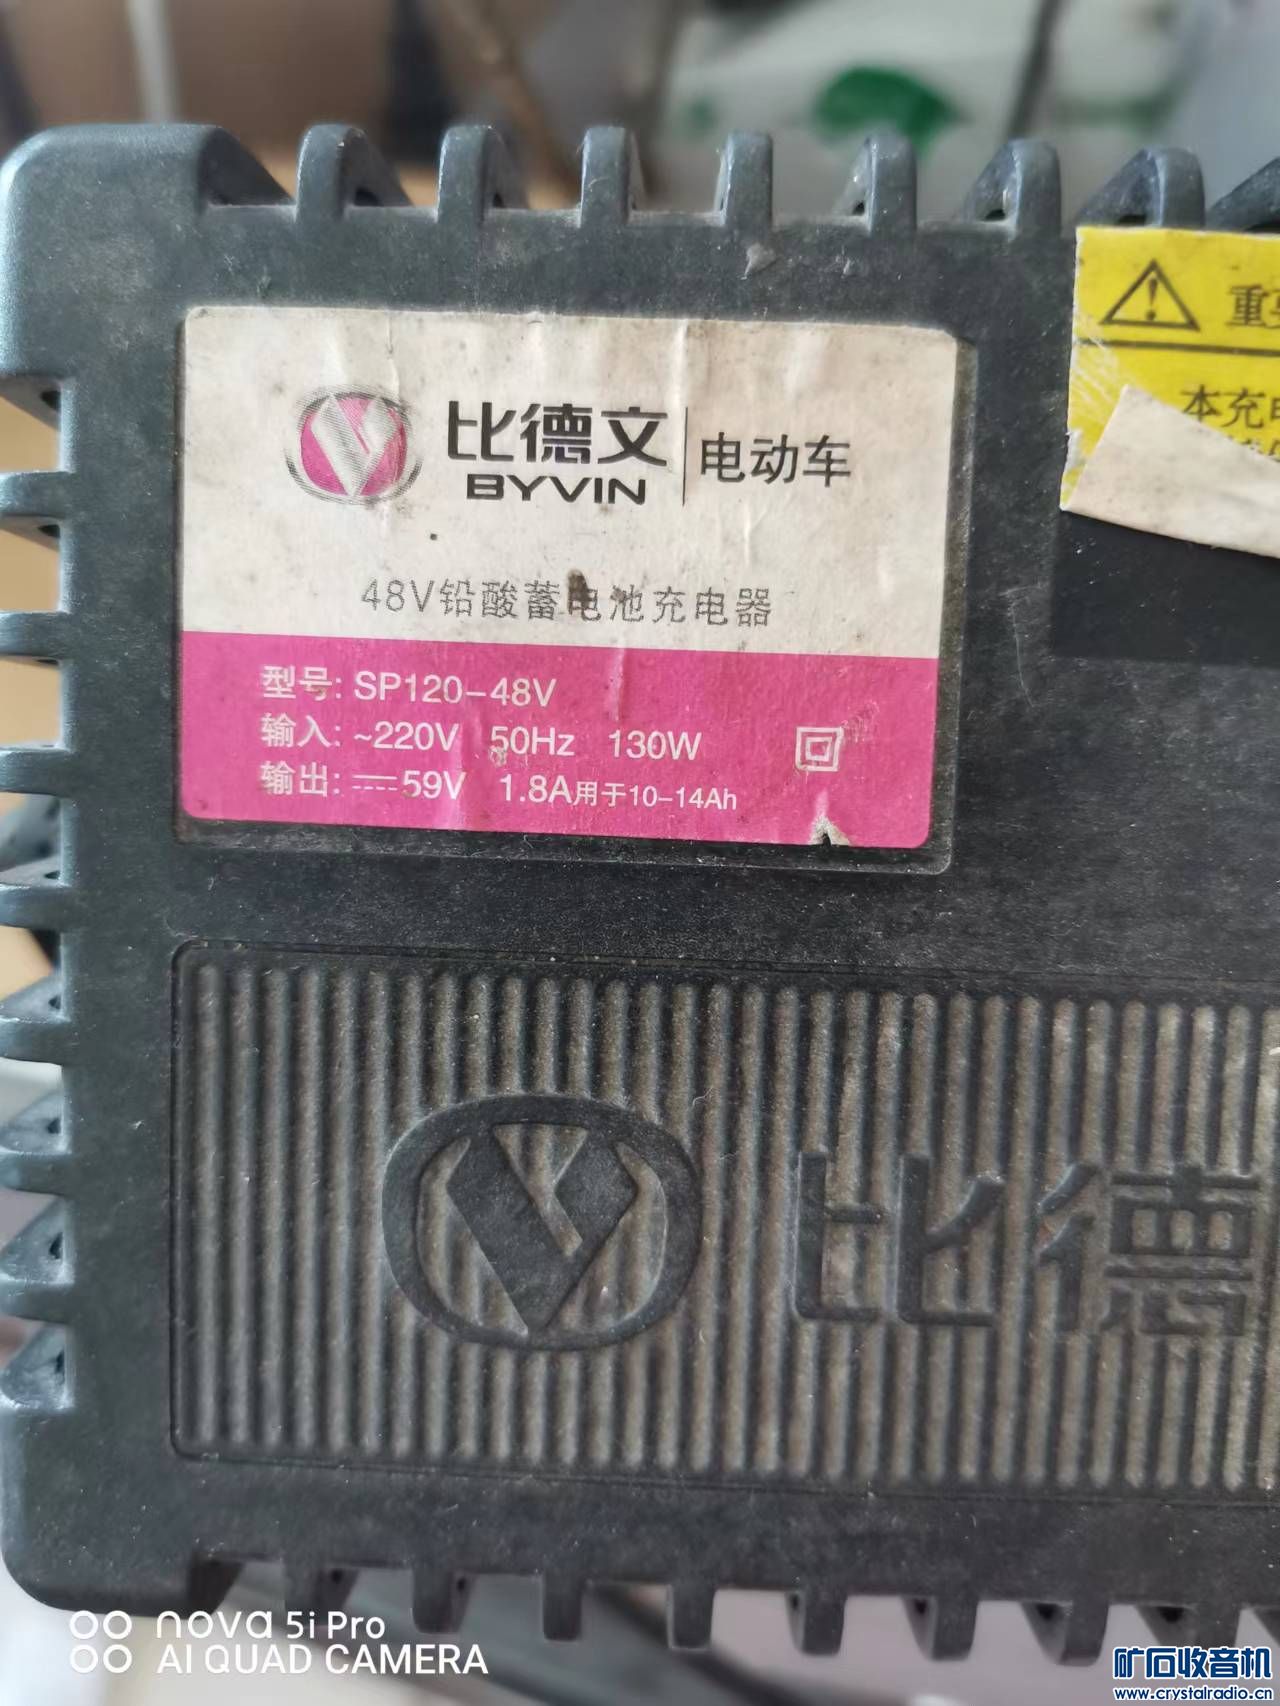 比德文
BYVIN
电动车
48V铅酸蓄电池充电器
型号: SP120-48V
输入: ~220V 50Hz 130W
输出: ⎓59V 1.8A用于10-14Ah
重
本充电
比德
nova 5i Pro
AI QUAD CAMERA
矿石收音机
www.crystalradio.cn